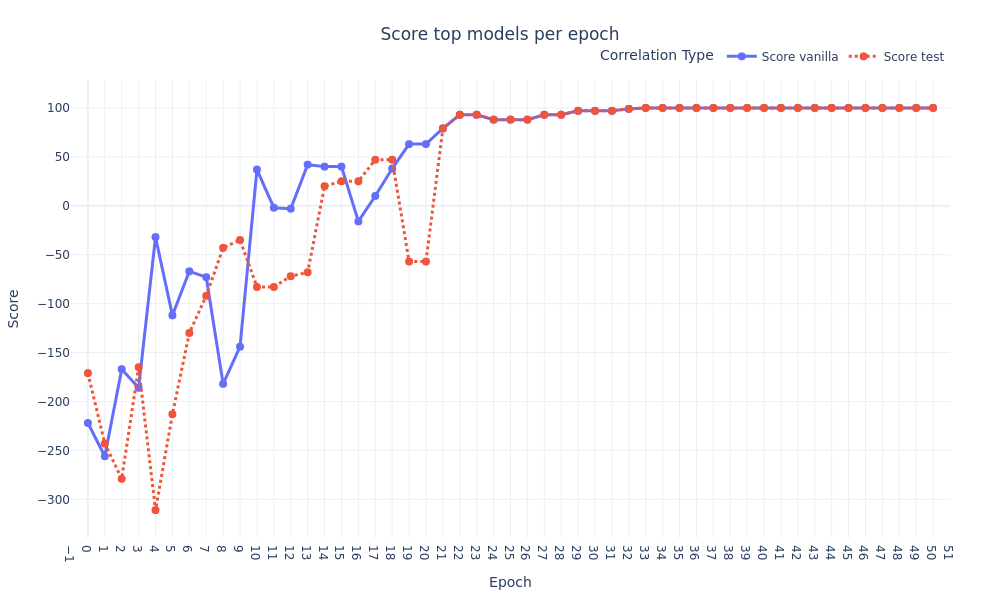 Score top models per epoch
Correlation Type Score vanilla Score test
100
50
0
−50
−100
−150
−200
−250
−300
Score
−1 0 1 2 3 4 5 6 7 8 9 10 11 12 13 14 15 16 17 18 19 20 21 22 23 24 25 26 27 28 29 30 31 32 33 34 35 36 37 38 39 40 41 42 43 44 45 46 47 48 49 50 51
Epoch